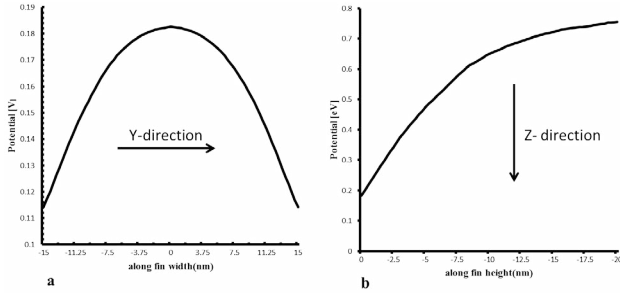 0.19
0.18
0.17
0.16
0.15
0.14
0.13
0.12
0.11
0.1
Potential [V]
Y-direction
-15 -11.25 -7.5 -3.75 0 3.75 7.5 11.25 15
along fin width(nm)
a
0.8
0.7
0.6
0.5
0.4
0.3
0.2
0.1
0
Potential [eV]
Z- direction
0 -2.5 -5 -7.5 -10 -12.5 -15 -17.5 -20
along fin height(nm)
b